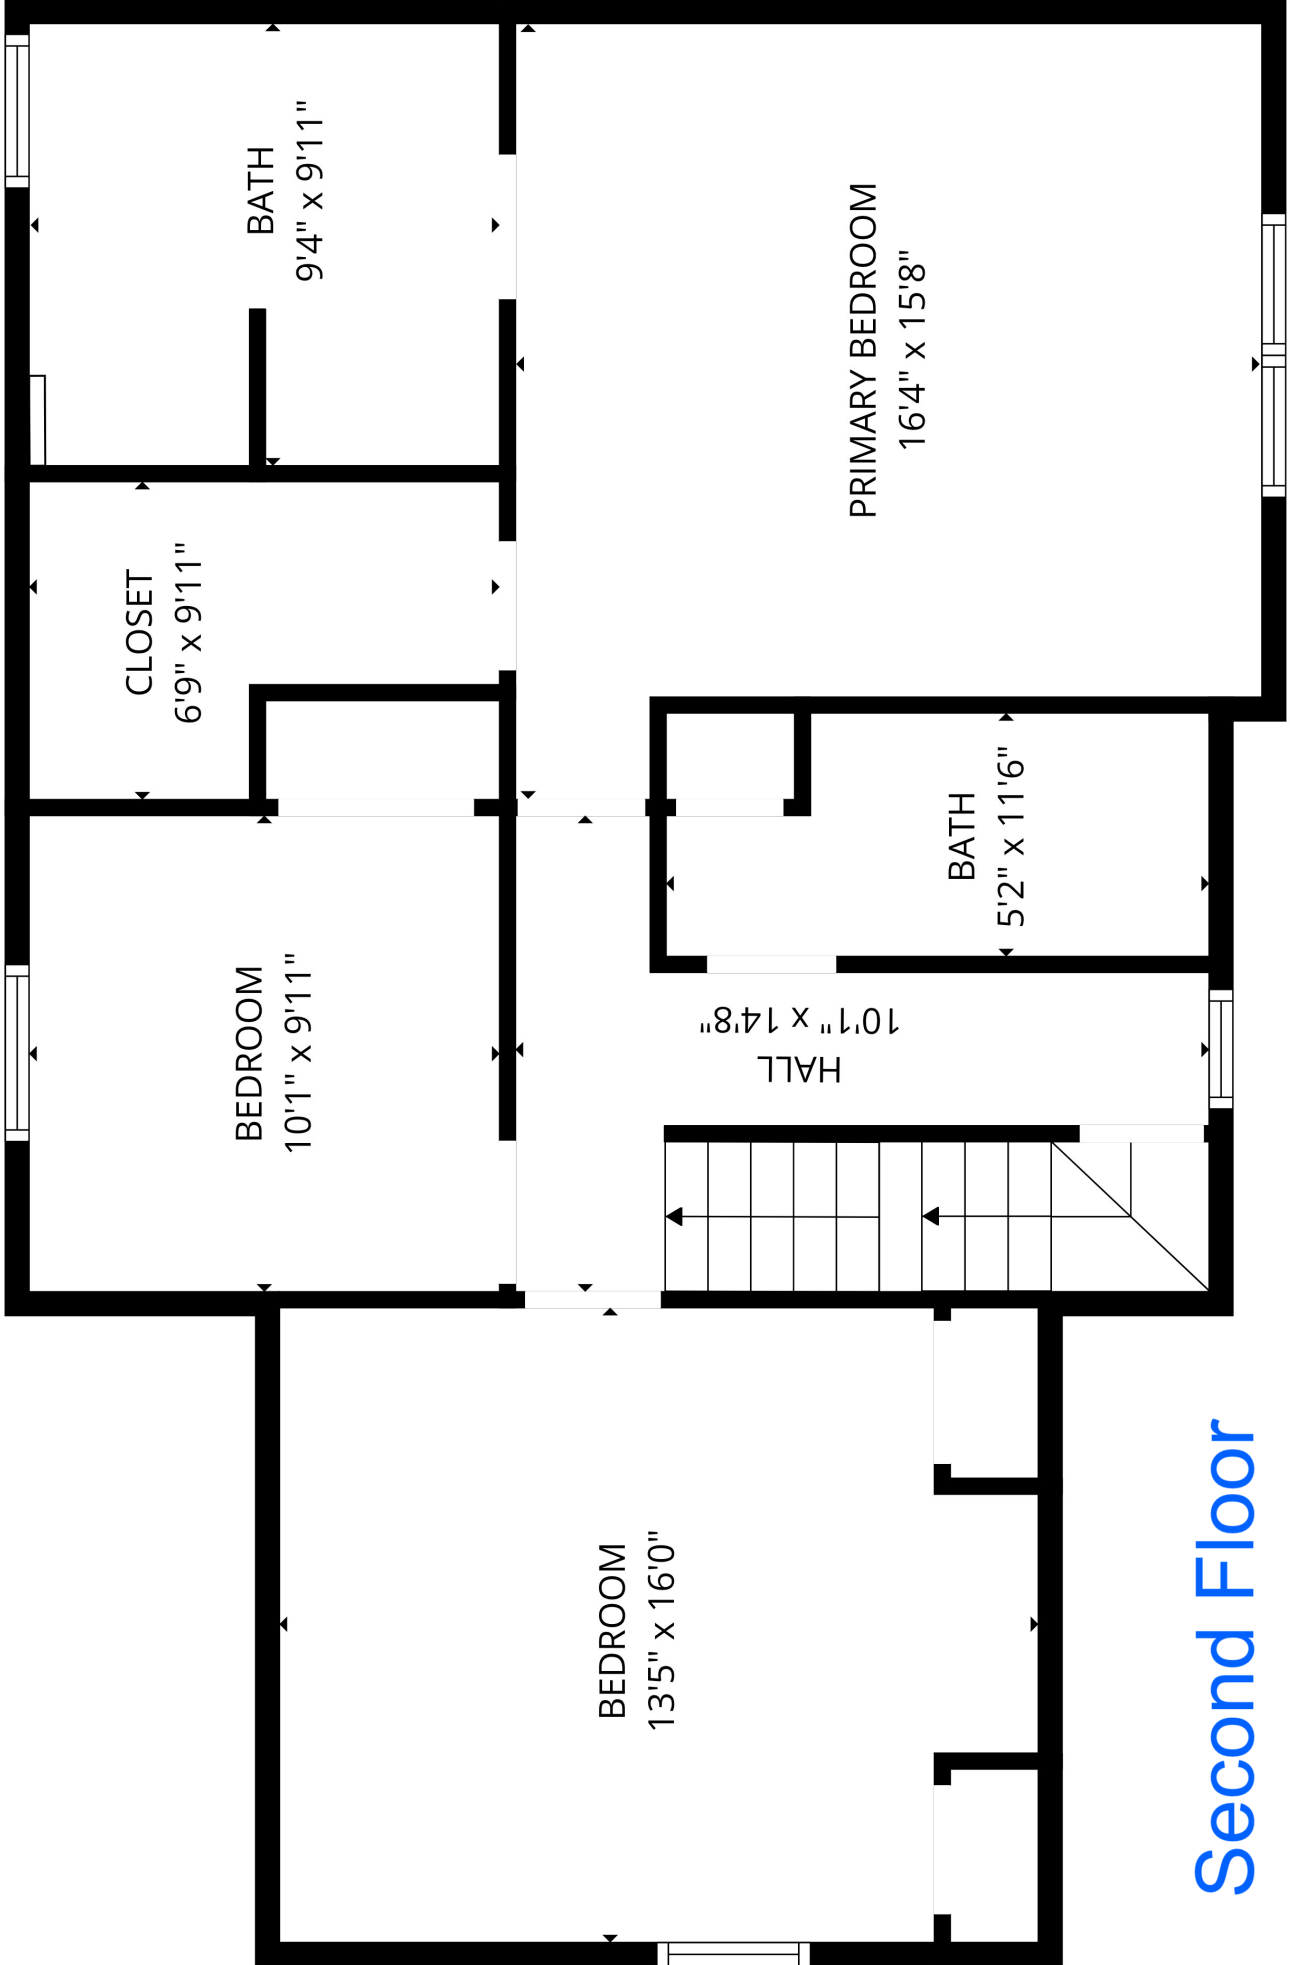 BATH
9'4" x 9'11"
PRIMARY BEDROOM
16'4" x 15'8"
CLOSET
6'9" x 9'11"
BATH
5'2" x 11'6"
BEDROOM
10'1" x 9'11"
HALL
10'1" x 14'8"
BEDROOM
13'5" x 16'0"
Second Floor